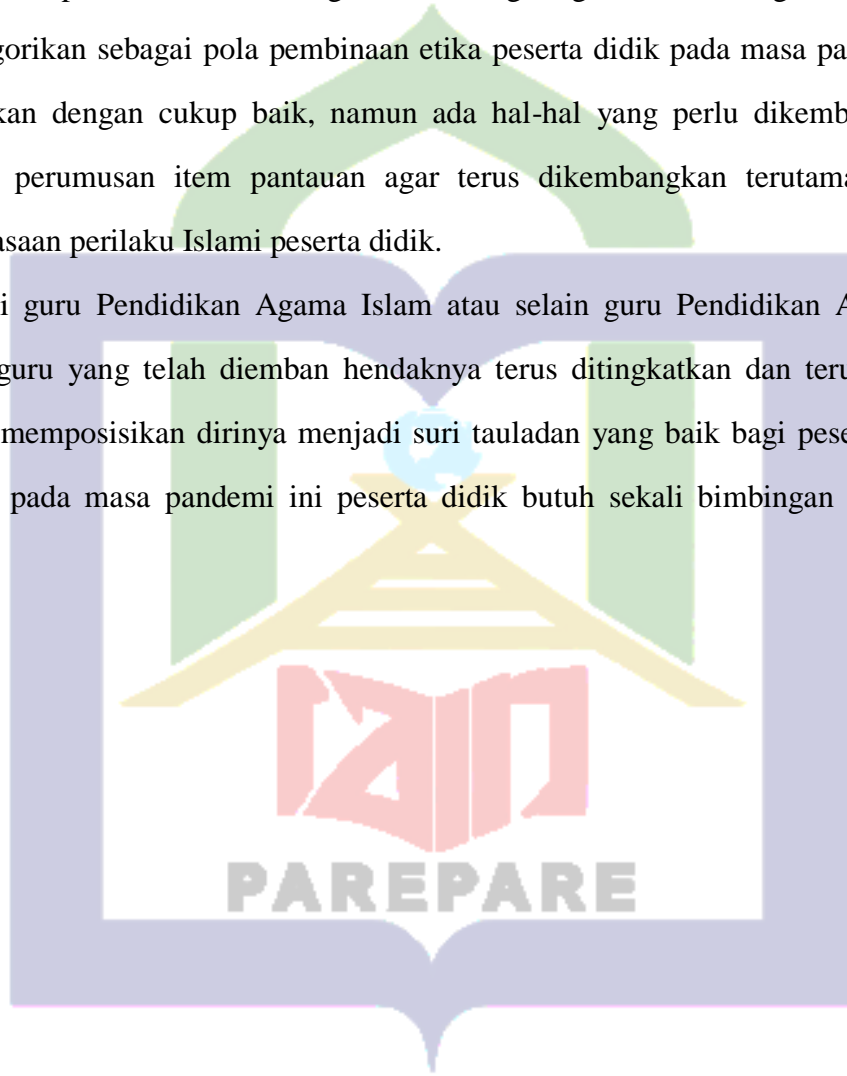 gorikan sebagai pola pembinaan etika peserta didik pada masa pa
kan dengan cukup baik, namun ada hal-hal yang perlu dikemb
perumusan item pantauan agar terus dikembangkan terutama
asaan perilaku Islami peserta didik.
i guru Pendidikan Agama Islam atau selain guru Pendidikan A
guru yang telah diemban hendaknya terus ditingkatkan dan teru
memposisikan dirinya menjadi suri tauladan yang baik bagi pese
pada masa pandemi ini peserta didik butuh sekali bimbingan
iain
PAREPARE